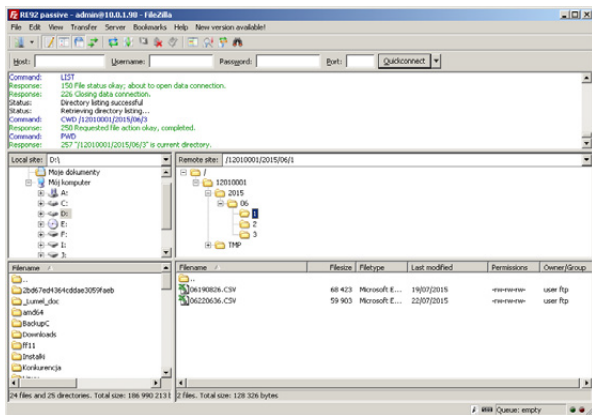 RE92 passive - admin@10.0.1.90 - FileZilla
File Edit View Transfer Server Bookmarks Help New version available!
Host: Username: Password: Port: Quickconnect
Command: LIST
Response: 150 File status okay; about to open data connection.
Response: 226 Closing data connection.
Status: Directory listing successful
Status: Retrieving directory listing...
Command: CWD /12010001/2015/06/3
Response: 250 Requested file action okay, completed.
Command: PWD
Response: 257 "/12010001/2015/06/3" is current directory.
Local site: D:\
Moje dokumenty
Mój komputer
A:
C:
D:
E:
F:
I:
J:
Remote site: /12010001/2015/06/1
/
12010001
2015
06
1
2
3
TMP
Filename
..
2bd67ed4364cddae3059faeb
_sumel_doc
amd64
BackupC
Downloads
ff11
Instalki
Konkurencja
24 files and 25 directories. Total size: 186 990 213 b
Filename Filesize Filetype Last modified Permissions Owner/Group
..
06190826.CSV 68 423 Microsoft E... 19/07/2015 -rw-rw-rw- user ftp
06220636.CSV 59 903 Microsoft E... 22/07/2015 -rw-rw-rw- user ftp
2 files. Total size: 128 326 bytes
Queue: empty